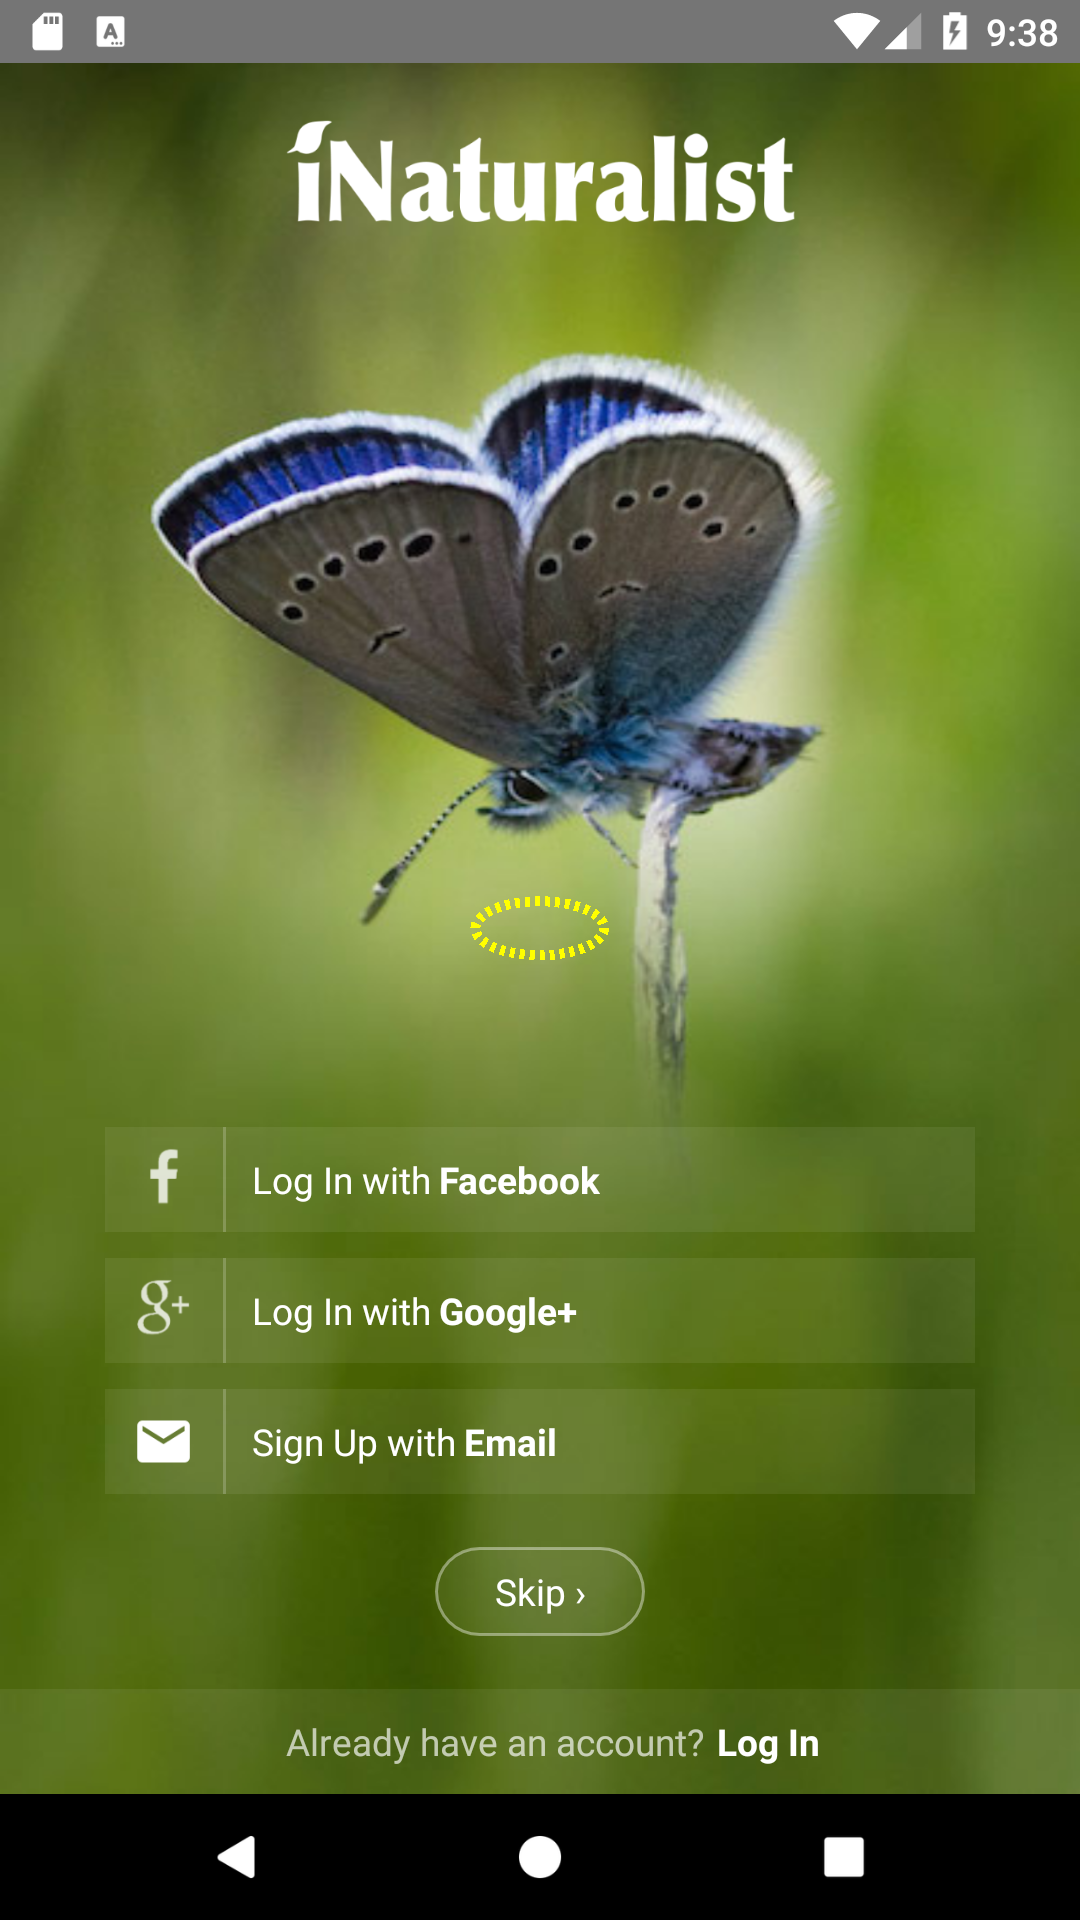 9:38
iNaturalist
Log In with Facebook
g+ Log In with Google+
Sign Up with Email
Skip ›
Already have an account? Log In